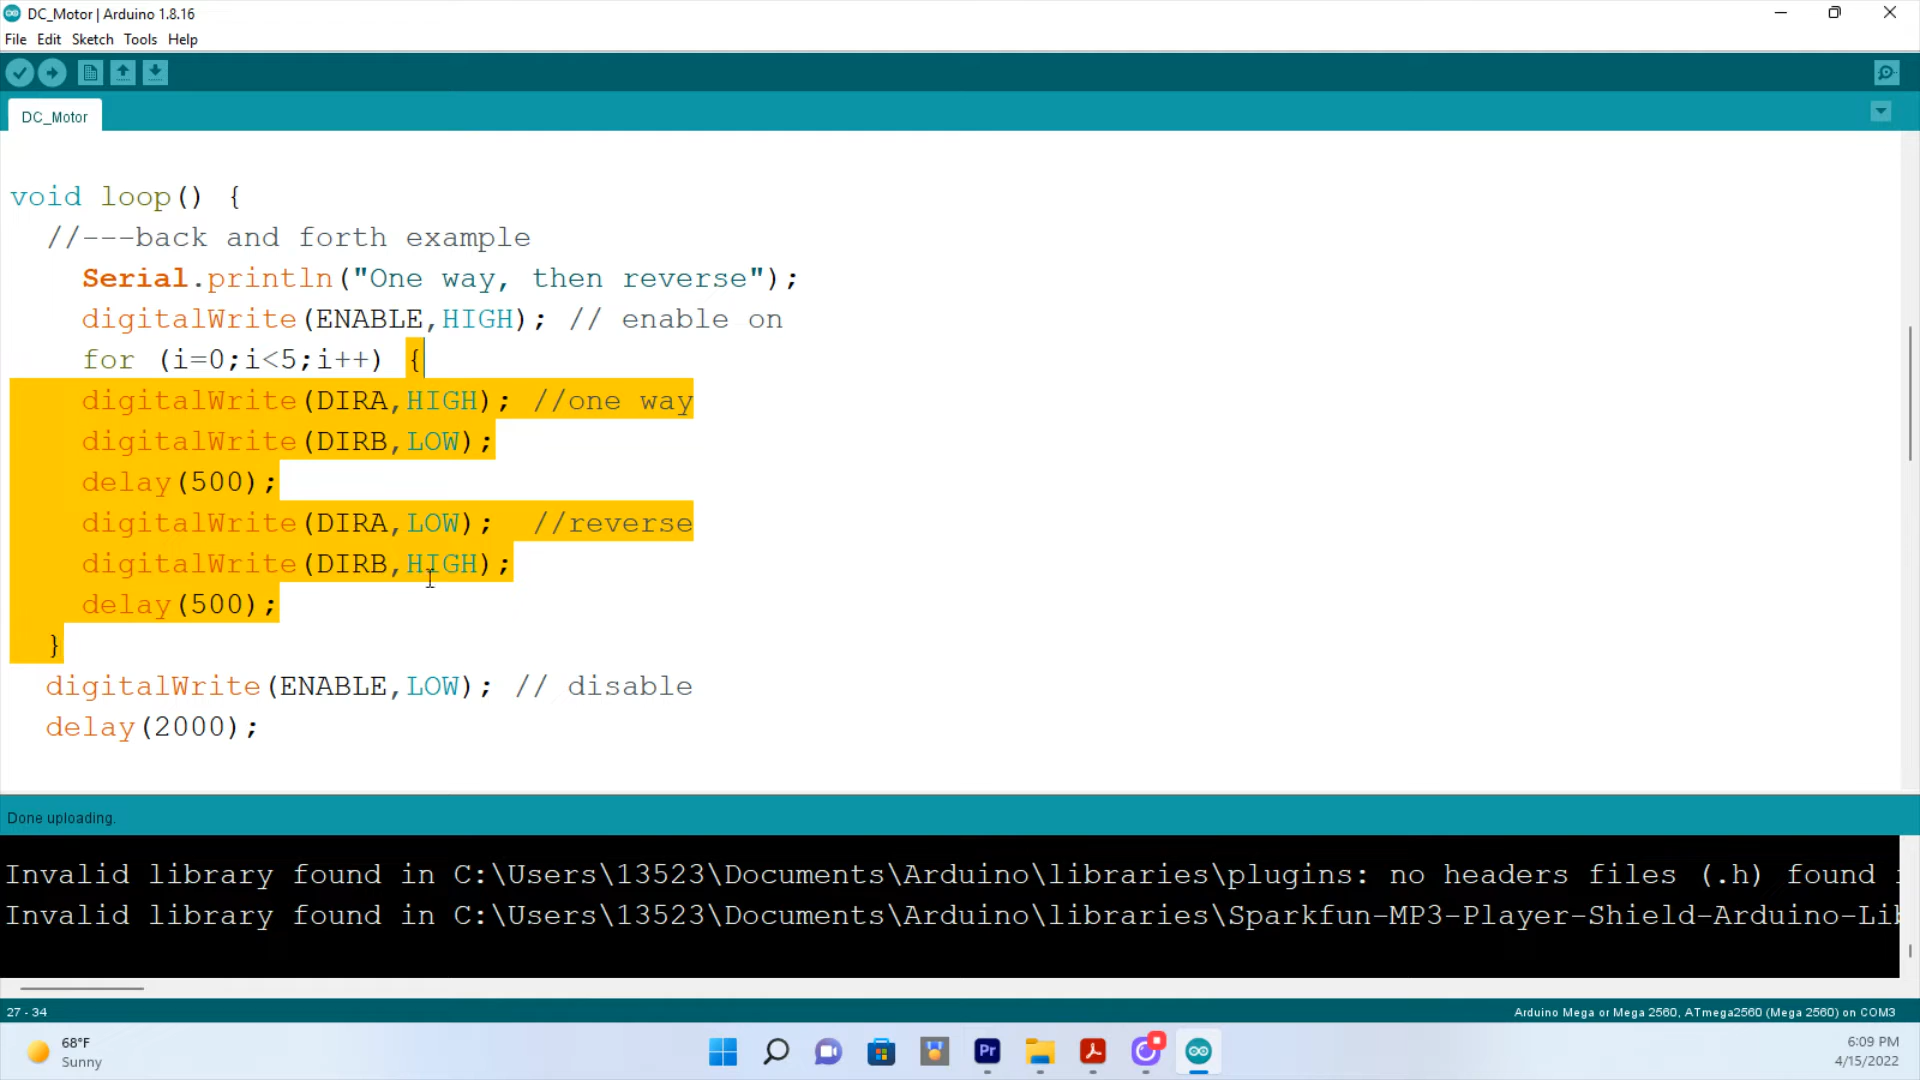 DC_Motor | Arduino 1.8.16
File Edit Sketch Tools Help
DC_Motor
void loop() {
//---back and forth example
Serial.println("One way, then reverse");
digitalWrite(ENABLE,HIGH); // enable on
for (i=0;i<5;i++) {
digitalWrite(DIRA,HIGH); //one way
digitalWrite(DIRB,LOW);
delay(500);
digitalWrite(DIRA,LOW);  //reverse
digitalWrite(DIRB,HIGH);
delay(500);
}
digitalWrite(ENABLE,LOW); // disable
delay(2000);
Done uploading.
Invalid library found in C:\Users\13523\Documents\Arduino\libraries\plugins: no headers files (.h) found
Invalid library found in C:\Users\13523\Documents\Arduino\libraries\Sparkfun-MP3-Player-Shield-Arduino-Lib
27 - 34
Arduino Mega or Mega 2560, ATmega2560 (Mega 2560) on COM3
68°F
Sunny
Pr
6:09 PM
4/15/2022